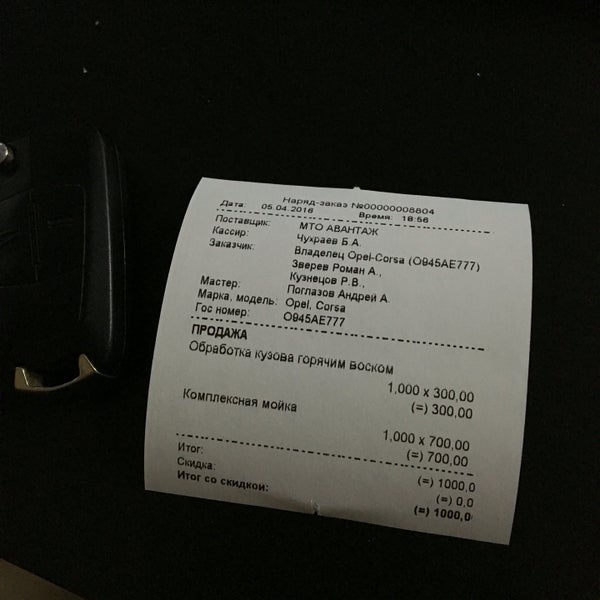 Наряд-заказ №00000008804
Дата: 05.04.2016 Время: 18:56
Поставщик: МТО АВАНТАЖ
Кассир: Чухраев Б.А.
Заказчик: Владелец Opel-Corsa (О945АЕ777)
Зверев Роман А.,
Кузнецов Р.В.,
Мастер: Поглазов Андрей А.
Марка, модель: Opel, Corsa
Гос номер: О945АЕ777
ПРОДАЖА
Обработка кузова горячим воском
1,000 x 300,00
(=) 300,00
Комплексная мойка
1,000 x 700,00
(=) 700,00
Итог: (=) 1000,0
Скидка: (=) 0,0
Итог со скидкой: (=) 1000,0